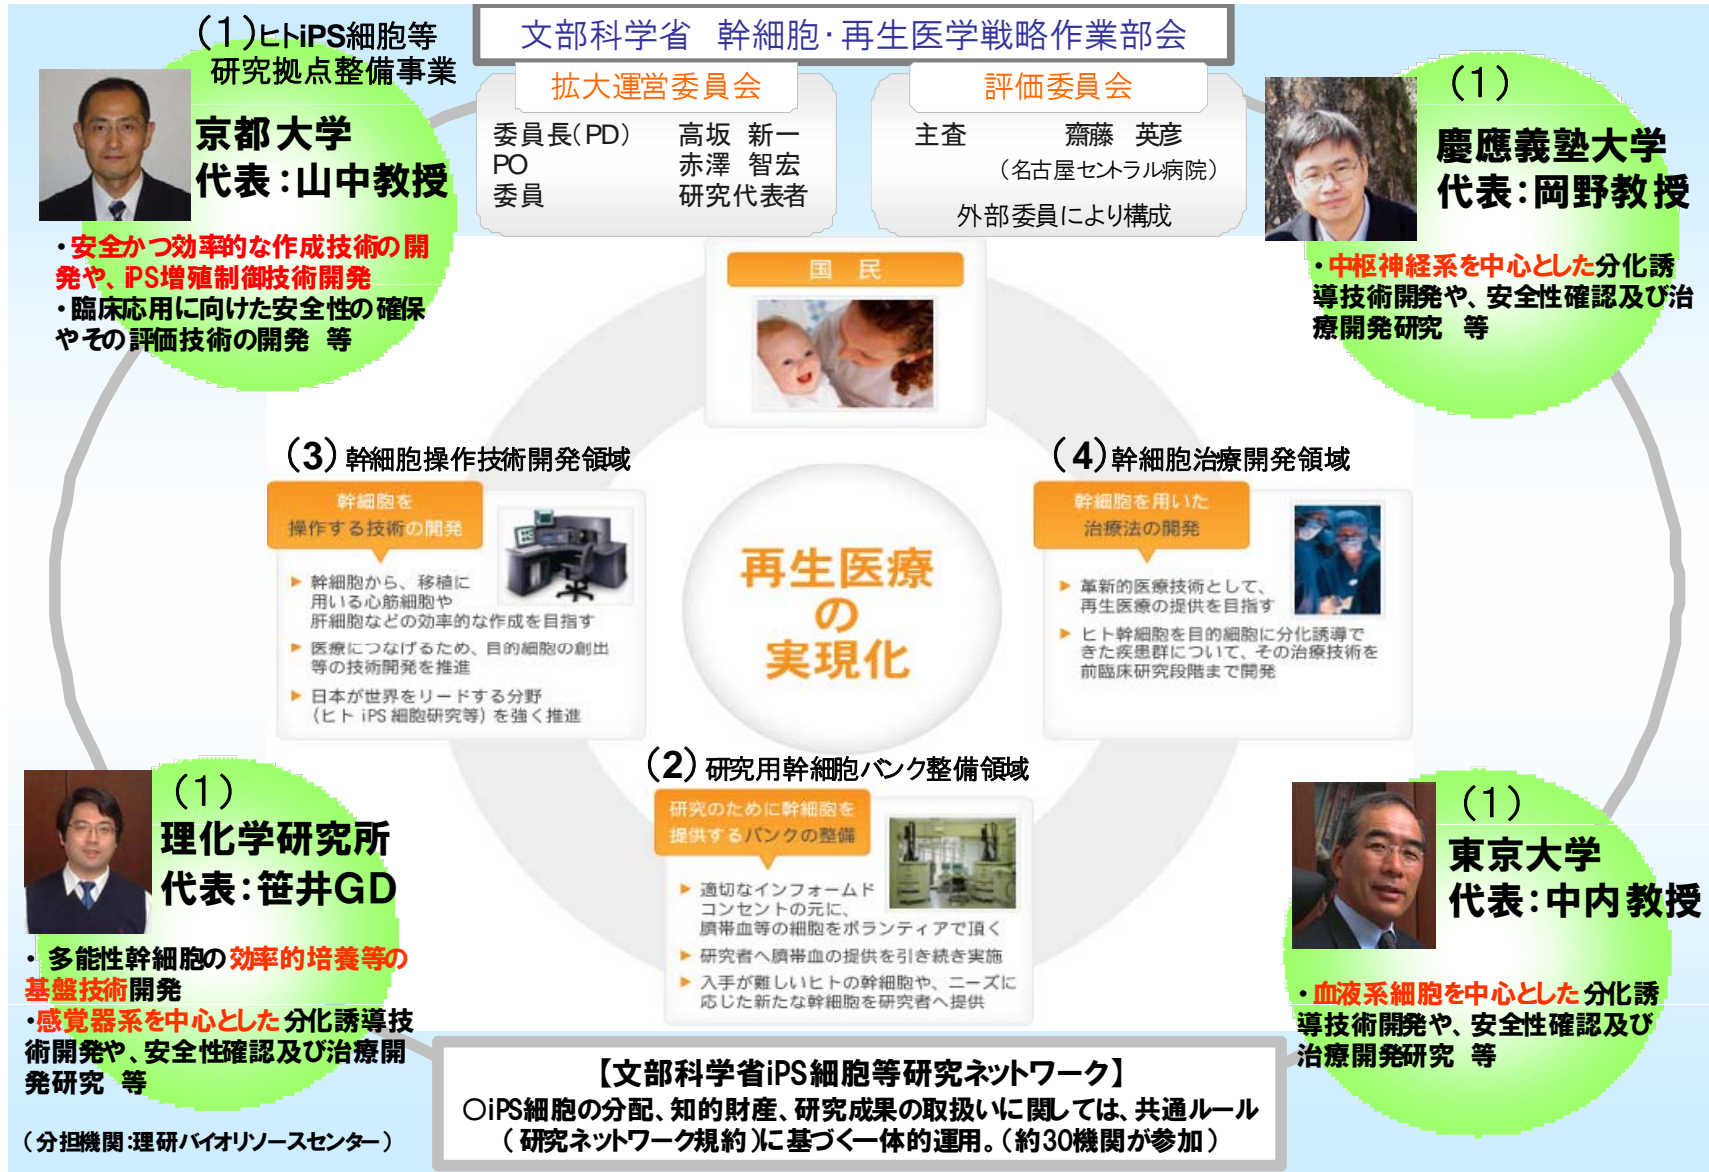 文部科学省 幹細胞・再生医学戦略作業部会
(1)ヒトiPS細胞等
研究拠点整備事業
京都大学
代表:山中教授
・安全かつ効率的な作成技術の開
発や、iPS増殖制御技術開発
・臨床応用に向けた安全性の確保
やその評価技術の開発 等
拡大運営委員会
委員長(PD) 高坂 新一
PO 赤澤 智宏
委員 研究代表者
評価委員会
主査 齋藤 英彦
(名古屋セントラル病院)
外部委員により構成
(1)
慶應義塾大学
代表:岡野教授
・中枢神経系を中心とした分化誘
導技術開発や、安全性確認及び治
療開発研究 等
国 民
(3)幹細胞操作技術開発領域
幹細胞を
操作する技術の開発
幹細胞から、移植に
用いる心筋細胞や
肝細胞などの効率的な作成を目指す
医療につなげるため、目的細胞の創出
等の技術開発を推進
日本が世界をリードする分野
(ヒト iPS 細胞研究等) を強く推進
再生医療
の
実現化
(4)幹細胞治療開発領域
幹細胞を用いた
治療法の開発
革新的医療技術として、
再生医療の提供を目指す
ヒト幹細胞を目的細胞に分化誘導で
きた疾患群について、その治療技術を
前臨床研究段階まで開発
(2)研究用幹細胞バンク整備領域
研究のために幹細胞を
提供するバンクの整備
適切なインフォームド
コンセントの元に、
臍帯血等の細胞をボランティアで頂く
研究者へ臍帯血の提供を引き続き実施
入手が難しいヒトの幹細胞や、ニーズに
応じた新たな幹細胞を研究者へ提供
(1)
理化学研究所
代表:笹井GD
・多能性幹細胞の効率的培養等の
基盤技術開発
・感覚器系を中心とした分化誘導技
術開発や、安全性確認及び治療開
発研究 等
(分担機関:理研バイオリソースセンター)
(1)
東京大学
代表:中内教授
・血液系細胞を中心とした分化誘
導技術開発や、安全性確認及び
治療開発研究 等
【文部科学省iPS細胞等研究ネットワーク】
○iPS細胞の分配、知的財産、研究成果の取扱いに関しては、共通ルール
(研究ネットワーク規約)に基づく一体的運用。(約30機関が参加)